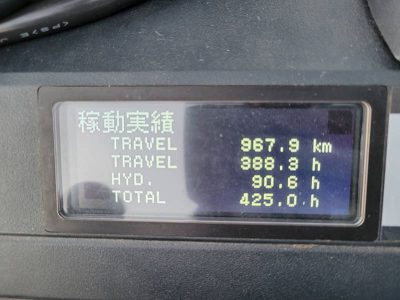 稼動実績
TRAVEL 967.9 km
TRAVEL 388.3 h
HYD. 90.6 h
TOTAL 425.0 h